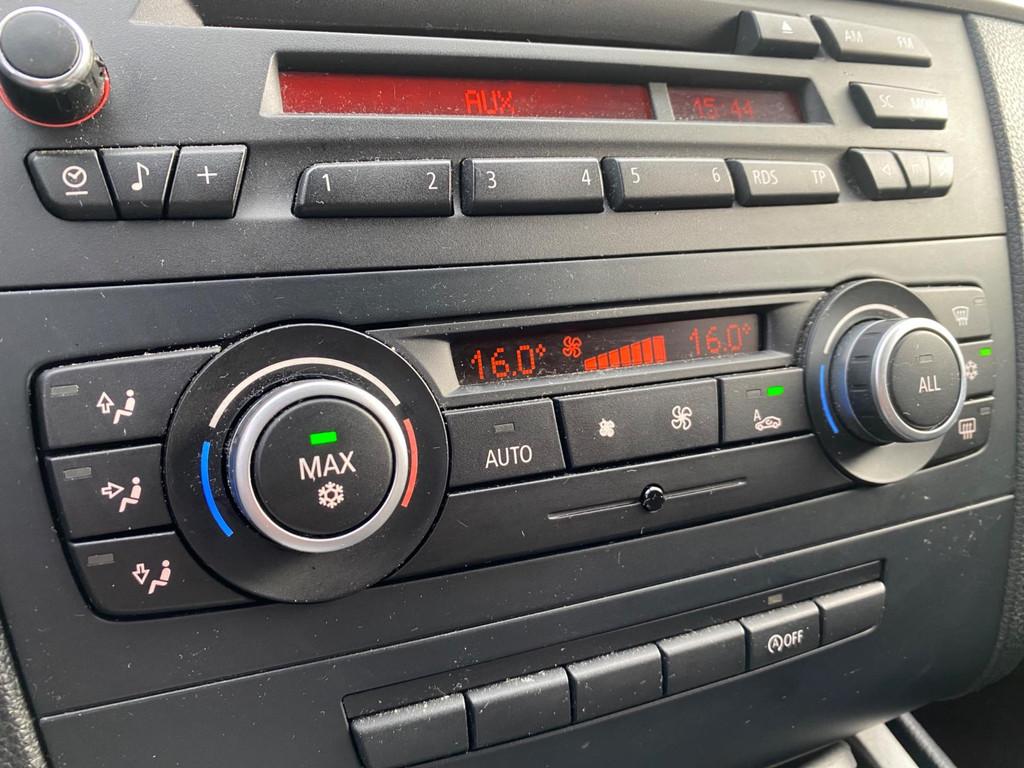 AM FM
AUX 15:44
SC MODE
1 2 3 4 5 6 RDS TP
m
16.0° 16.0°
ALL
MAX
AUTO
A
A OFF